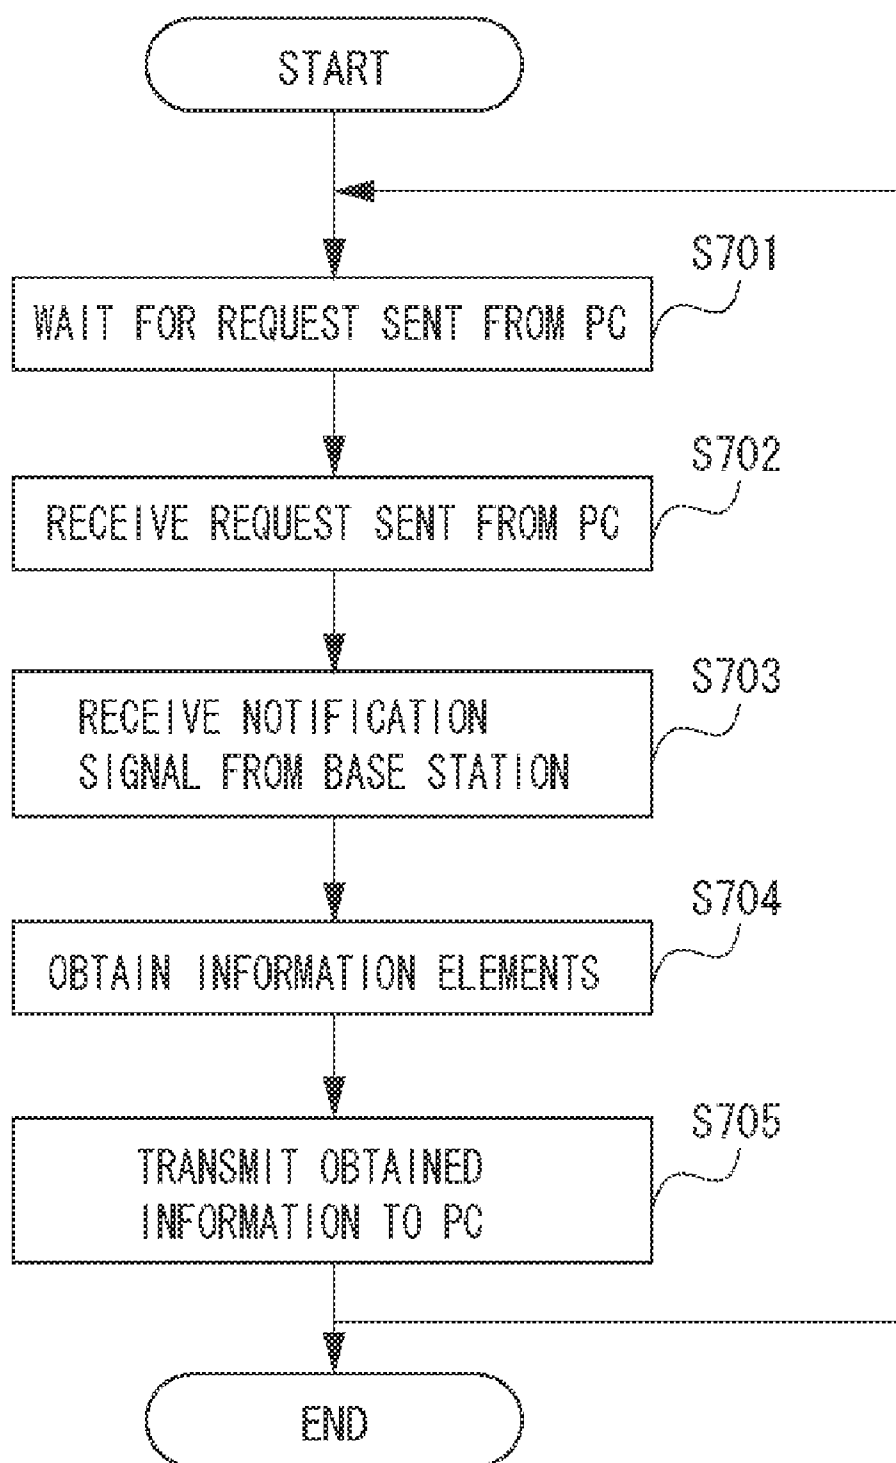 START
S701
WAIT FOR REQUEST SENT FROM PC
S702
RECEIVE REQUEST SENT FROM PC
S703
RECEIVE NOTIFICATION
SIGNAL FROM BASE STATION
S704
OBTAIN INFORMATION ELEMENTS
S705
TRANSMIT OBTAINED
INFORMATION TO PC
END